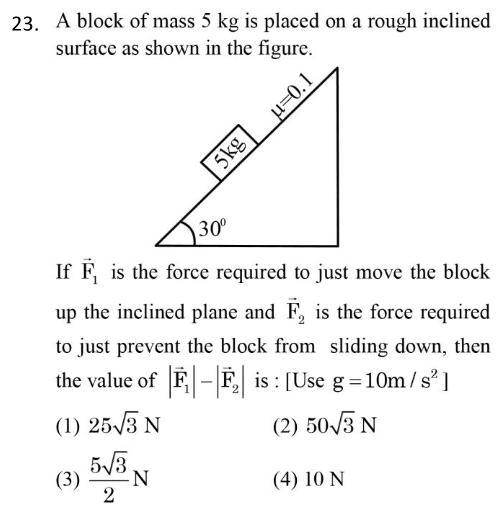 23. A block of mass 5 kg is placed on a rough inclined
surface as shown in the figure.
μ=0.1
5kg
30⁰
If F⃗₁ is the force required to just move the block
up the inclined plane and F⃗₂ is the force required
to just prevent the block from sliding down, then
the value of |F⃗₁|−|F⃗₂| is : [Use g=10m/s²]
(1) 25√3 N (2) 50√3 N
(3) 5√3/2 N (4) 10 N